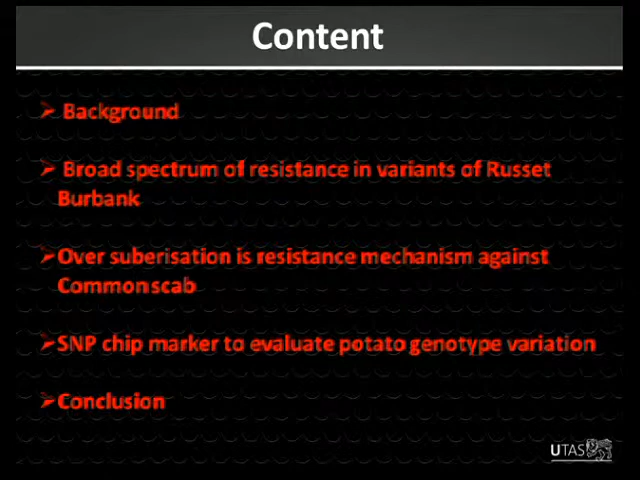 Content
➢ Background
➢ Broad spectrum of resistance in variants of Russet
Burbank
➢Over suberisation is resistance mechanism against
Common scab
➢SNP chip marker to evaluate potato genotype variation
➢Conclusion
UTAS